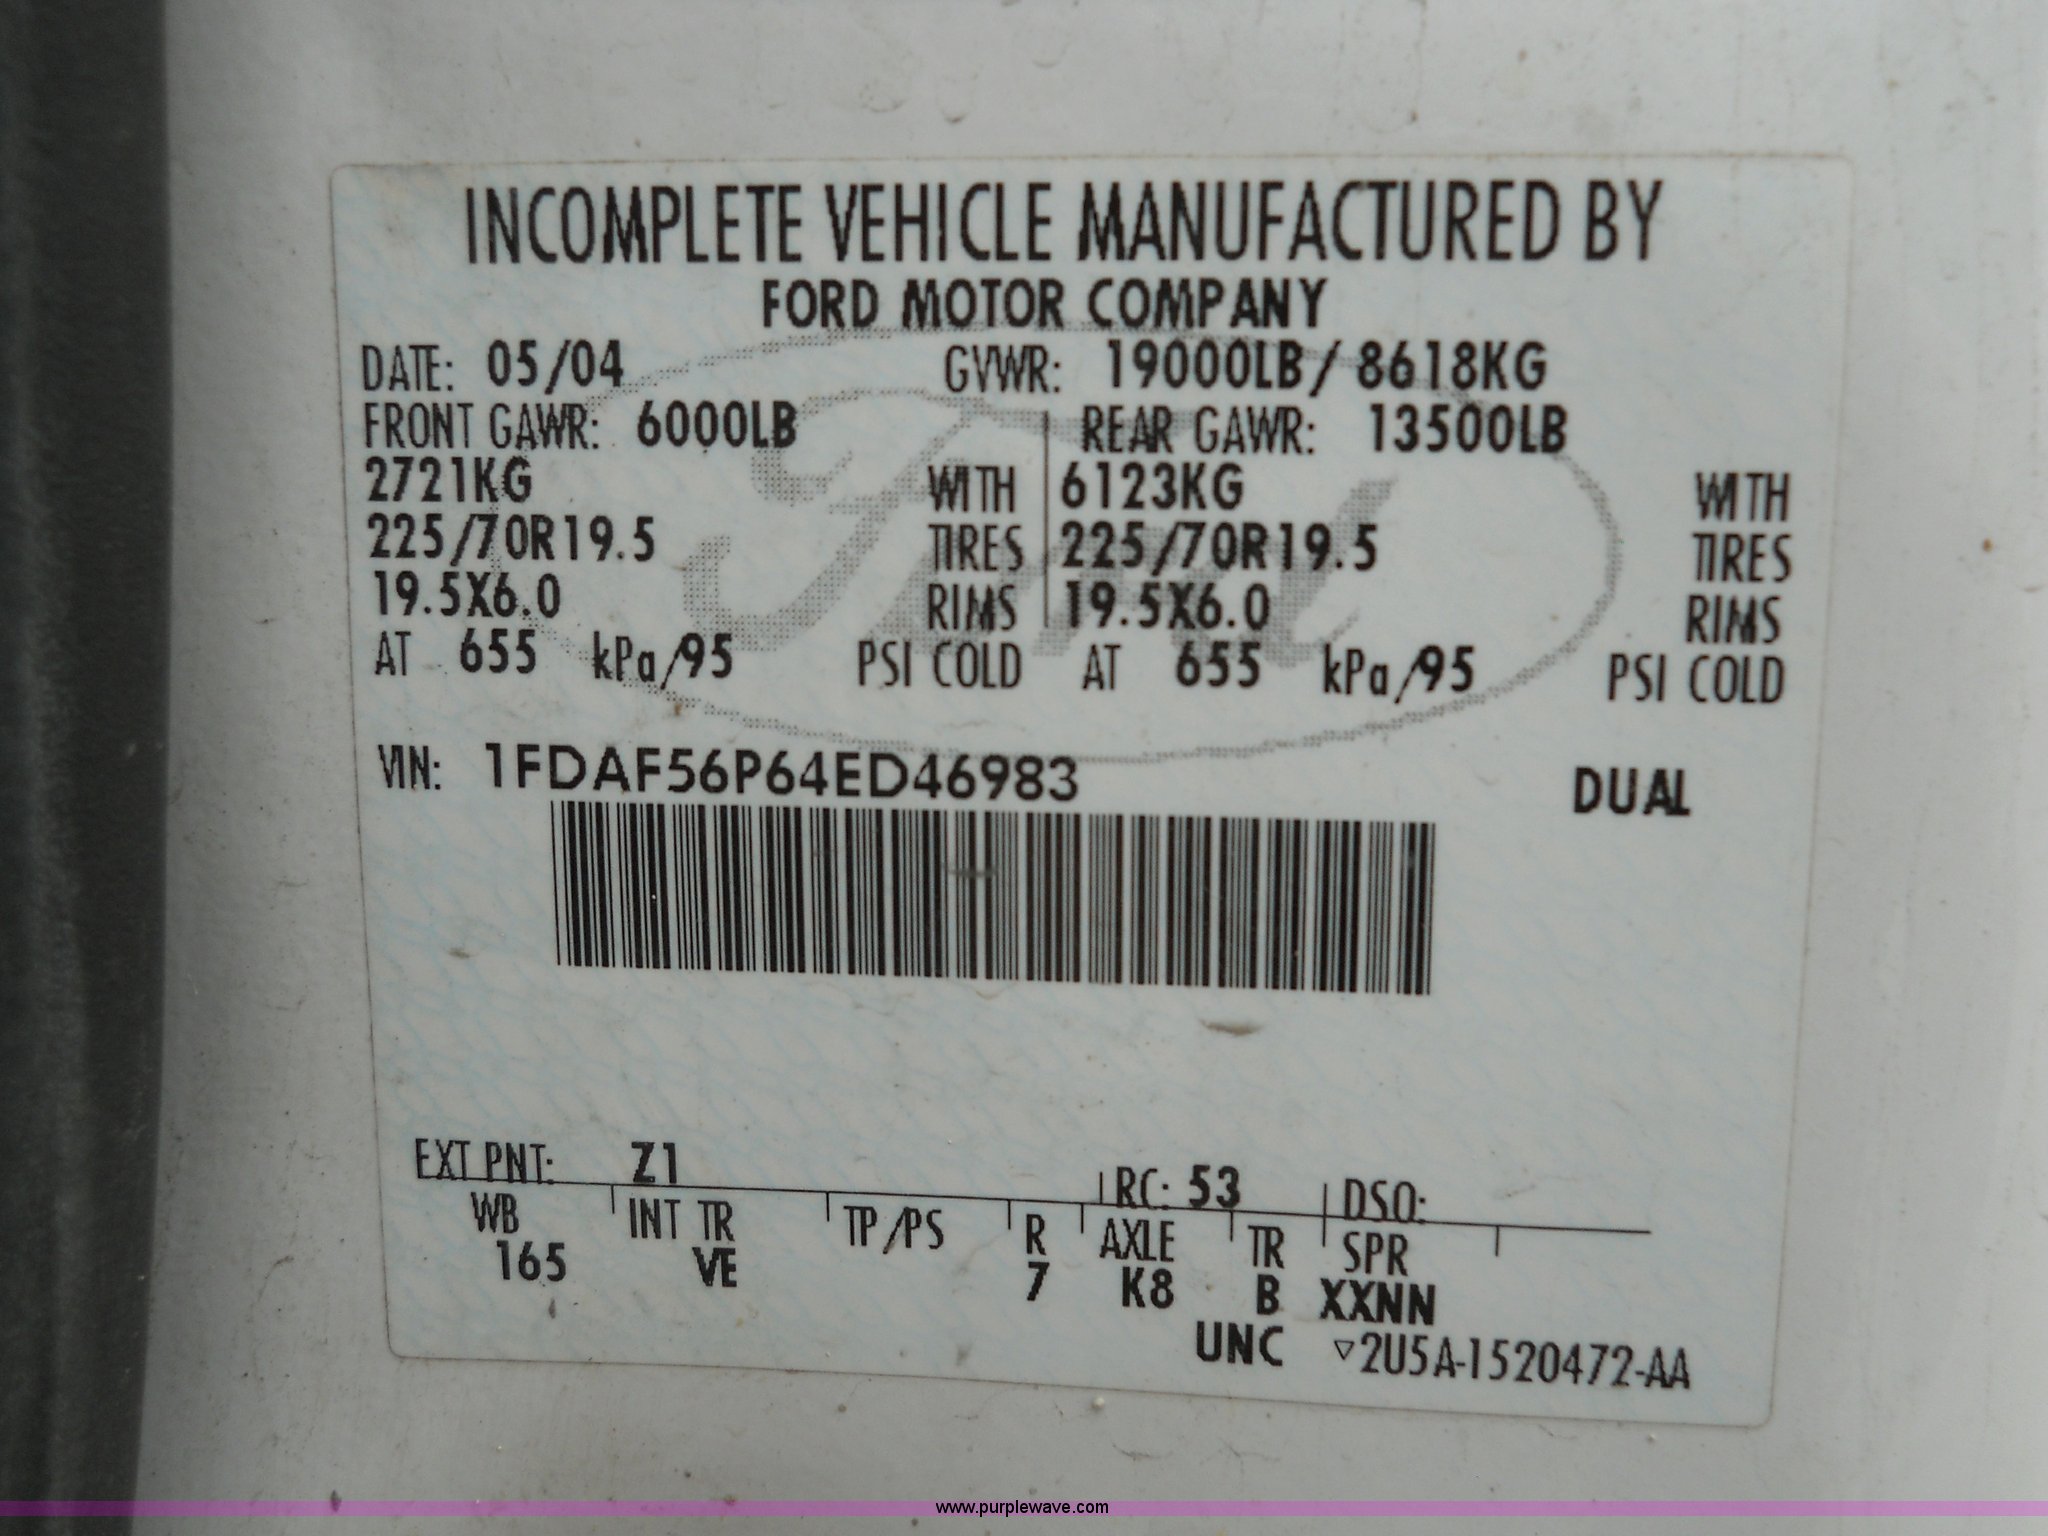 INCOMPLETE VEHICLE MANUFACTURED BY
FORD MOTOR COMPANY
DATE: 05/04 GVWR: 19000LB/ 8618KG
FRONT GAWR: 6000LB REAR GAWR: 13500LB
2721KG WITH 6123KG WITH
225/70R19.5 TIRES 225/70R19.5 TIRES
19.5X6.0 RIMS 19.5X6.0 RIMS
AT 655 kPa/95 PSI COLD AT 655 kPa/95 PSI COLD
VIN: 1FDAF56P64ED46983 DUAL
EXT PNT: Z1 RC: 53 DSO:
WB INT TR TP/PS R AXLE TR SPR
165 VE 7 K8 B XXNN
UNC ▽2U5A-1520472-AA
Ford
www.purplewave.com